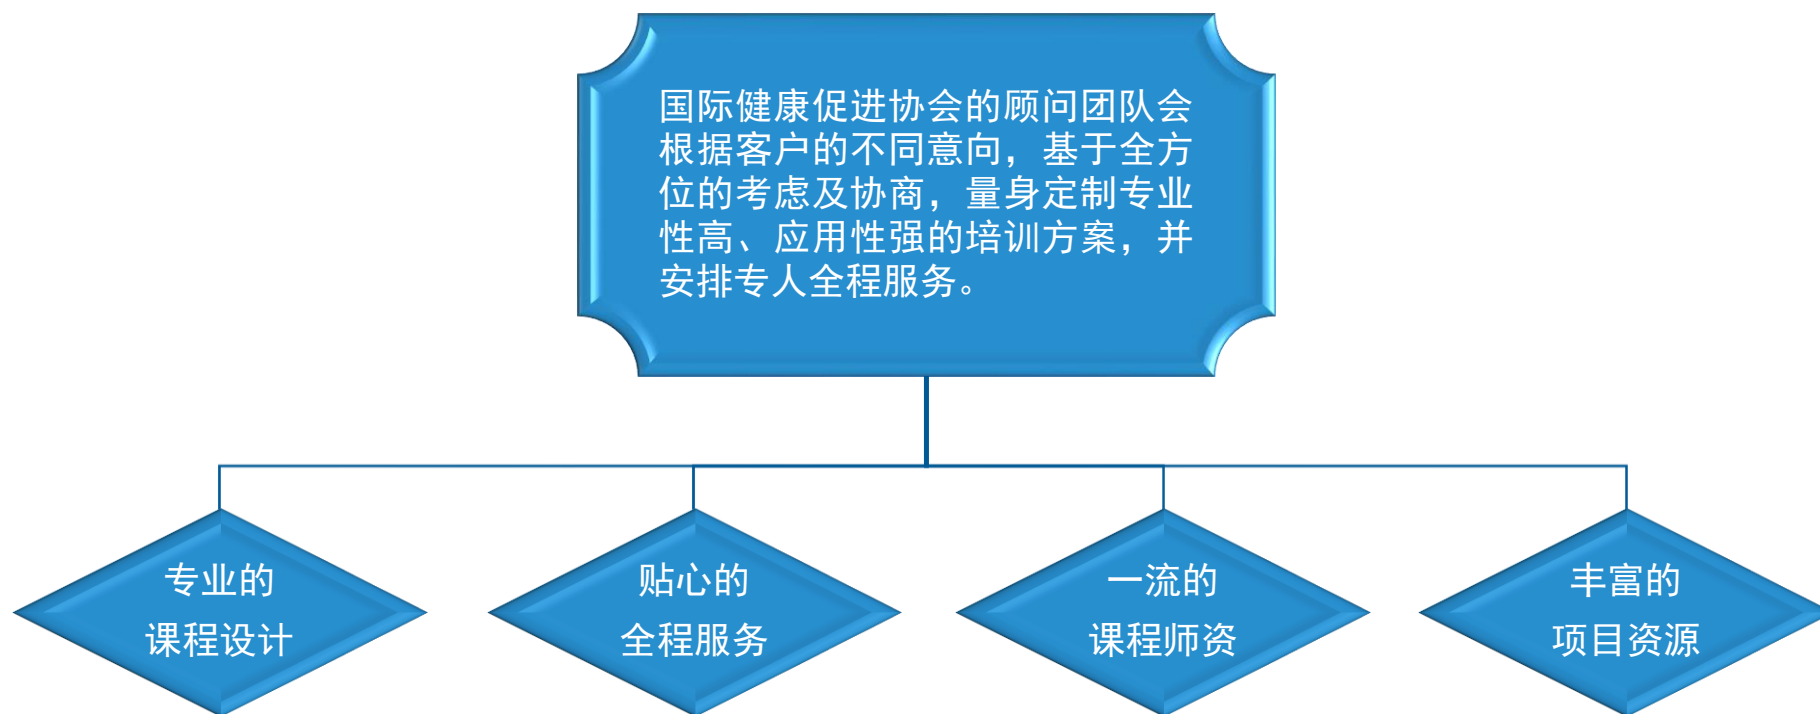 国际健康促进协会的顾问团队会
根据客户的不同意向，基于全方
位的考虑及协商，量身定制专业
性高、应用性强的培训方案，并
安排专人全程服务。
专业的
课程设计
贴心的
全程服务
一流的
课程师资
丰富的
项目资源